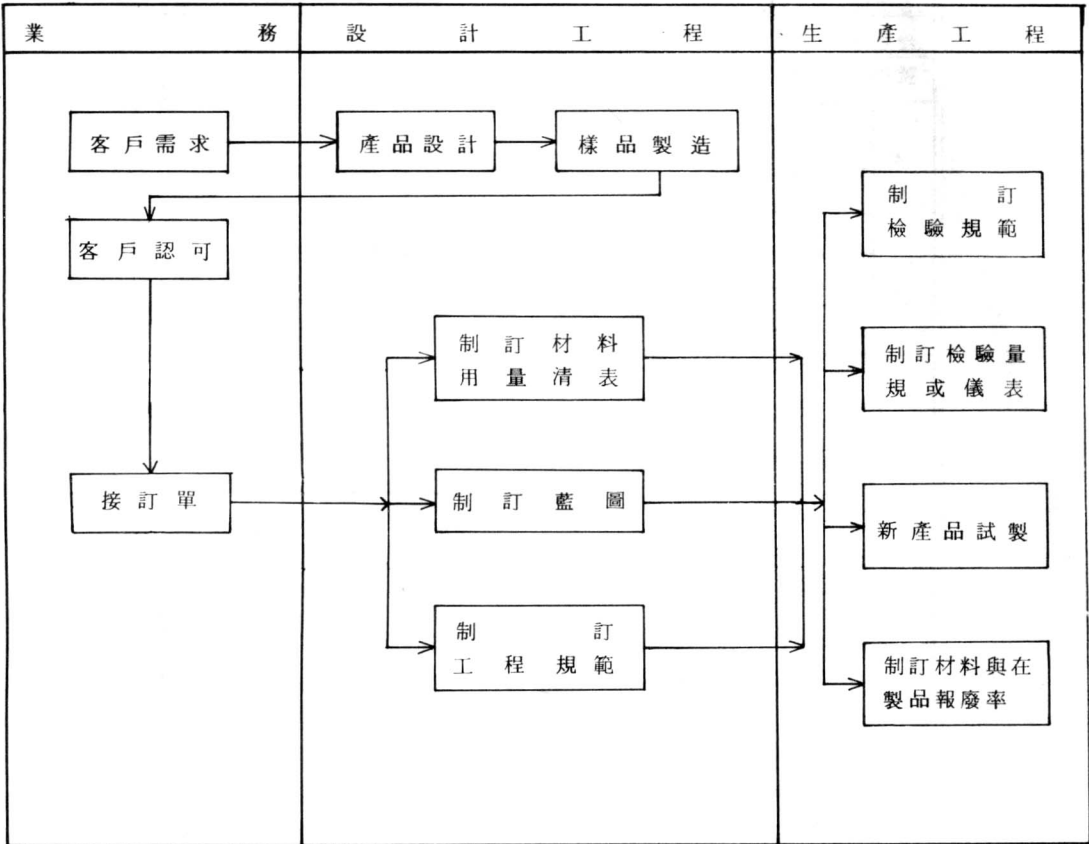 業務
設計工程
生產工程
客戶需求
產品設計
樣品製造
客戶認可
接訂單
制訂材料
用量清表
制訂藍圖
制訂
工程規範
制訂
檢驗規範
制訂檢驗量
規或儀表
新產品試製
制訂材料與在
製品報廢率